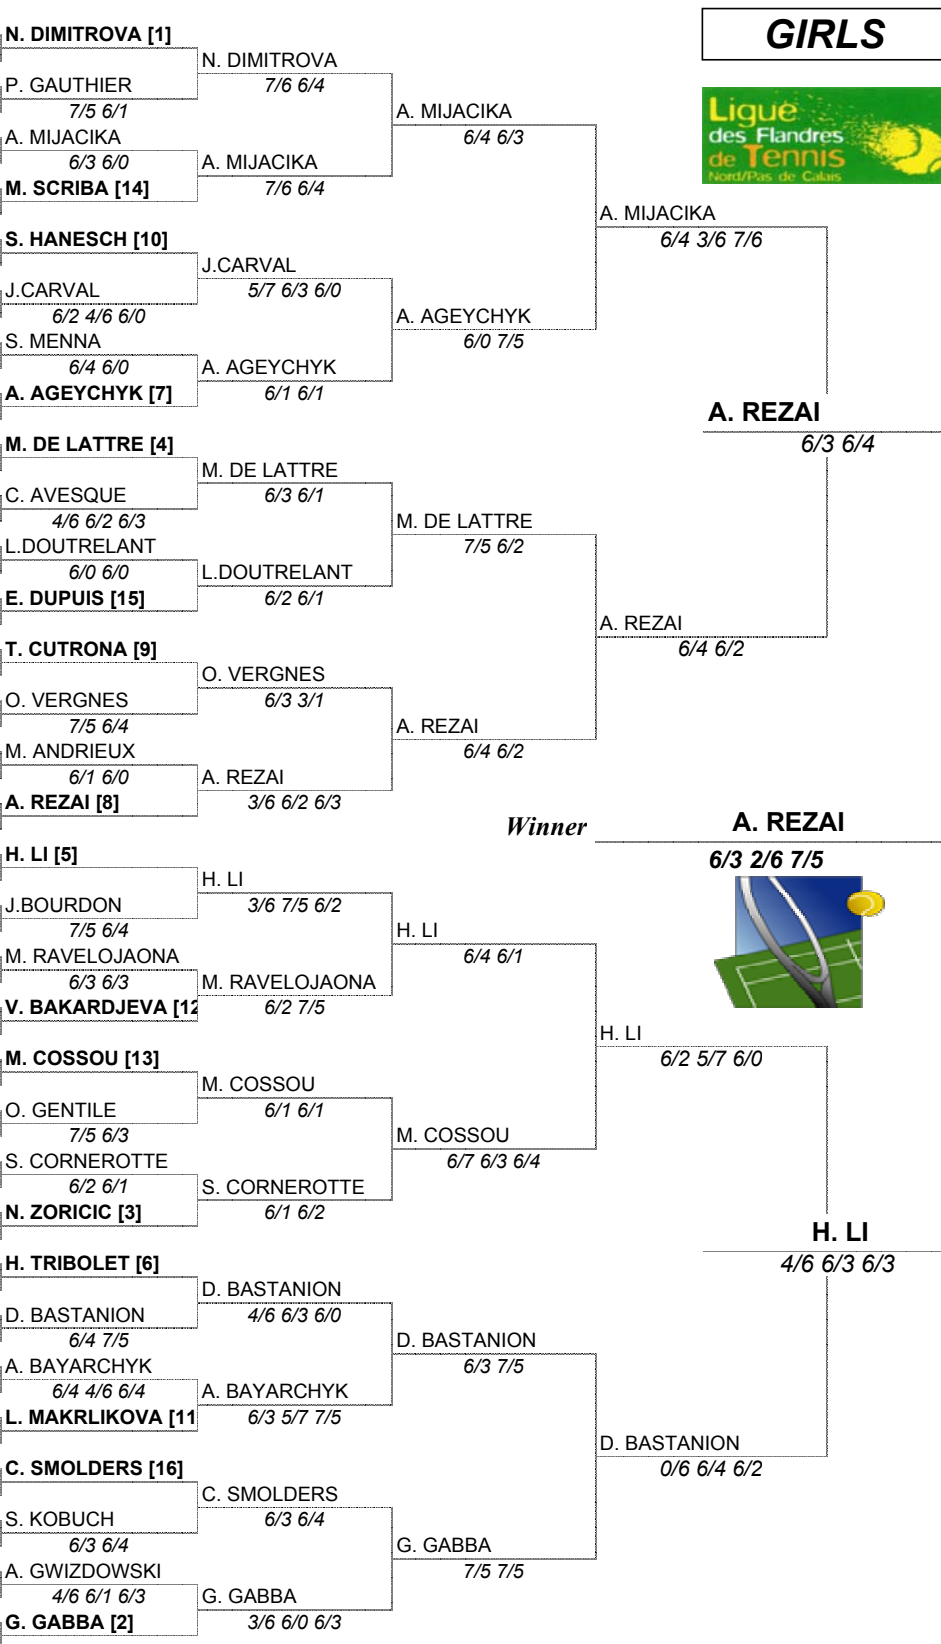 N. DIMITROVA [1]
GIRLS
N. DIMITROVA
P. GAUTHIER
7/6 6/4
7/5 6/1
A. MIJACIKA
Ligue
des Flandres
de Tennis
Nord/Pas de Calais
A. MIJACIKA
6/4 6/3
6/3 6/0
A. MIJACIKA
M. SCRIBA [14]
7/6 6/4
A. MIJACIKA
S. HANESCH [10]
6/4 3/6 7/6
J.CARVAL
J.CARVAL
5/7 6/3 6/0
6/2 4/6 6/0
A. AGEYCHYK
S. MENNA
6/0 7/5
6/4 6/0
A. AGEYCHYK
A. AGEYCHYK [7]
6/1 6/1
A. REZAI
M. DE LATTRE [4]
6/3 6/4
M. DE LATTRE
C. AVESQUE
6/3 6/1
4/6 6/2 6/3
M. DE LATTRE
L.DOUTRELANT
7/5 6/2
6/0 6/0
L.DOUTRELANT
E. DUPUIS [15]
6/2 6/1
A. REZAI
T. CUTRONA [9]
6/4 6/2
O. VERGNES
O. VERGNES
6/3 3/1
7/5 6/4
A. REZAI
M. ANDRIEUX
6/4 6/2
6/1 6/0
A. REZAI
A. REZAI [8]
3/6 6/2 6/3
Winner
A. REZAI
H. LI [5]
6/3 2/6 7/5
H. LI
J.BOURDON
3/6 7/5 6/2
7/5 6/4
H. LI
M. RAVELOJAONA
6/4 6/1
6/3 6/3
M. RAVELOJAONA
V. BAKARDJEVA [12
6/2 7/5
H. LI
M. COSSOU [13]
6/2 5/7 6/0
M. COSSOU
O. GENTILE
6/1 6/1
7/5 6/3
M. COSSOU
S. CORNEROTTE
6/7 6/3 6/4
6/2 6/1
S. CORNEROTTE
N. ZORICIC [3]
6/1 6/2
H. LI
H. TRIBOLET [6]
4/6 6/3 6/3
D. BASTANION
D. BASTANION
4/6 6/3 6/0
6/4 7/5
D. BASTANION
A. BAYARCHYK
6/3 7/5
6/4 4/6 6/4
A. BAYARCHYK
L. MAKRLIKOVA [11
6/3 5/7 7/5
D. BASTANION
C. SMOLDERS [16]
0/6 6/4 6/2
C. SMOLDERS
S. KOBUCH
6/3 6/4
6/3 6/4
G. GABBA
A. GWIZDOWSKI
7/5 7/5
4/6 6/1 6/3
G. GABBA
G. GABBA [2]
3/6 6/0 6/3